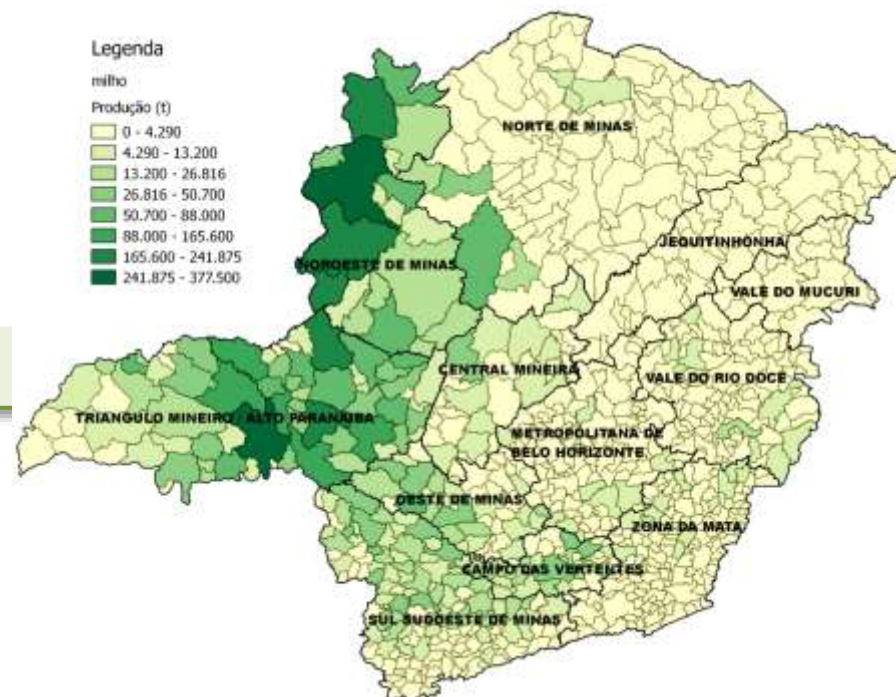 Legenda
milho
Produção (t)
0 - 4.290
4.290 - 13.200
13.200 - 26.816
26.816 - 50.700
50.700 - 88.000
88.000 - 165.600
165.600 - 241.875
241.875 - 377.500
NORTE DE MINAS
JEQUITINHONHA
NOROESTE DE MINAS
VALE DO MUCURI
CENTRAL MINEIRA
VALE DO RIO DOCE
TRIANGULO MINEIRO/ ALTO PARANAIBA
METROPOLITANA DE
BELO HORIZONTE
OESTE DE MINAS
ZONA DA MATA
CAMPO DAS VERTENTES
SUL SUDOESTE DE MINAS